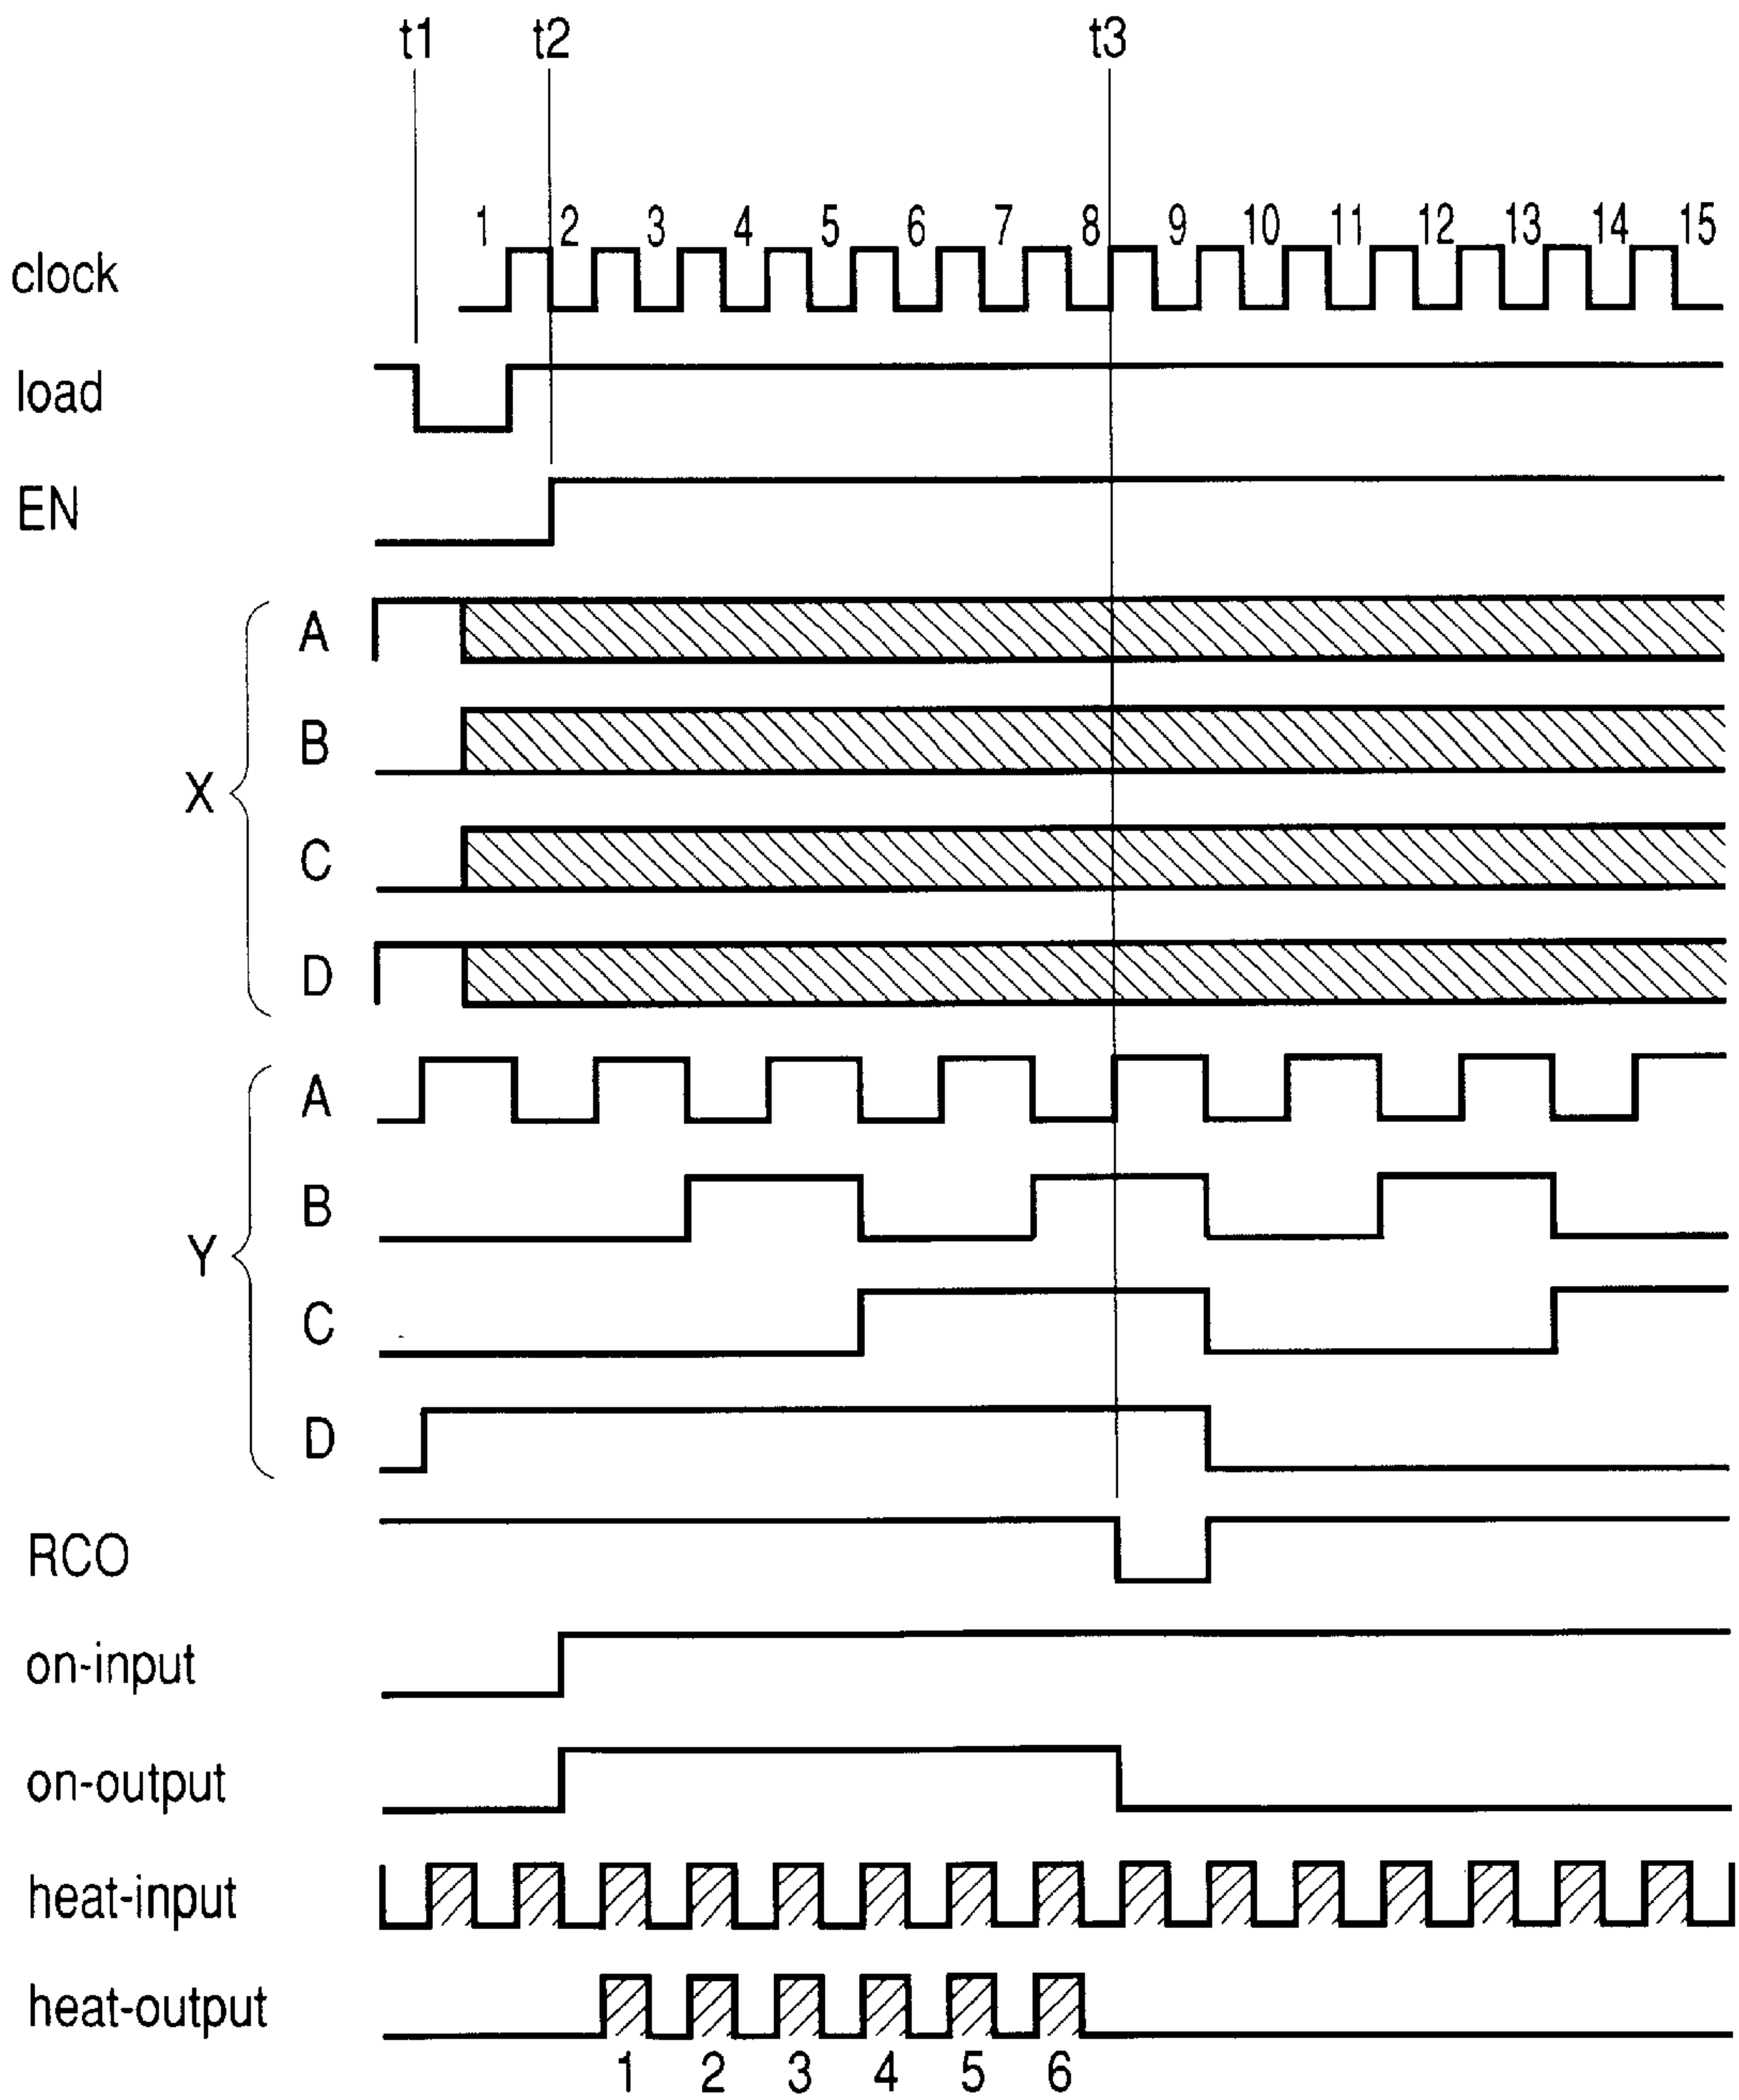 t1 t2 t3
1 2 3 4 5 6 7 8 9 10 11 12 13 14 15
clock
load
EN
X
A
B
C
D
Y
A
B
C
D
RCO
on-input
on-output
heat-input
heat-output
1 2 3 4 5 6